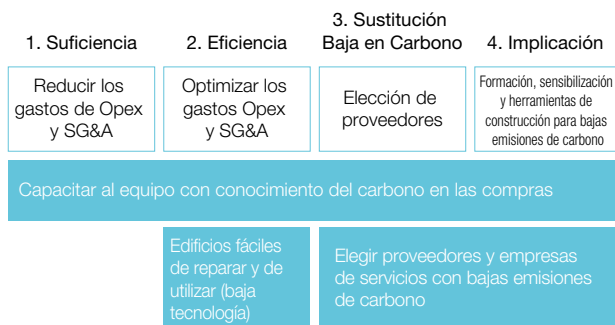 1. Suficiencia
2. Eficiencia
3. Sustitución
Baja en Carbono
4. Implicación
Reducir los
gastos de Opex
y SG&A
Optimizar los
gastos Opex
y SG&A
Elección de
proveedores
Formación, sensibilización
y herramientas de
construcción para bajas
emisiones de carbono
Capacitar al equipo con conocimiento del carbono en las compras
Edificios fáciles
de reparar y de
utilizar (baja
tecnología)
Elegir proveedores y empresas
de servicios con bajas emisiones
de carbono